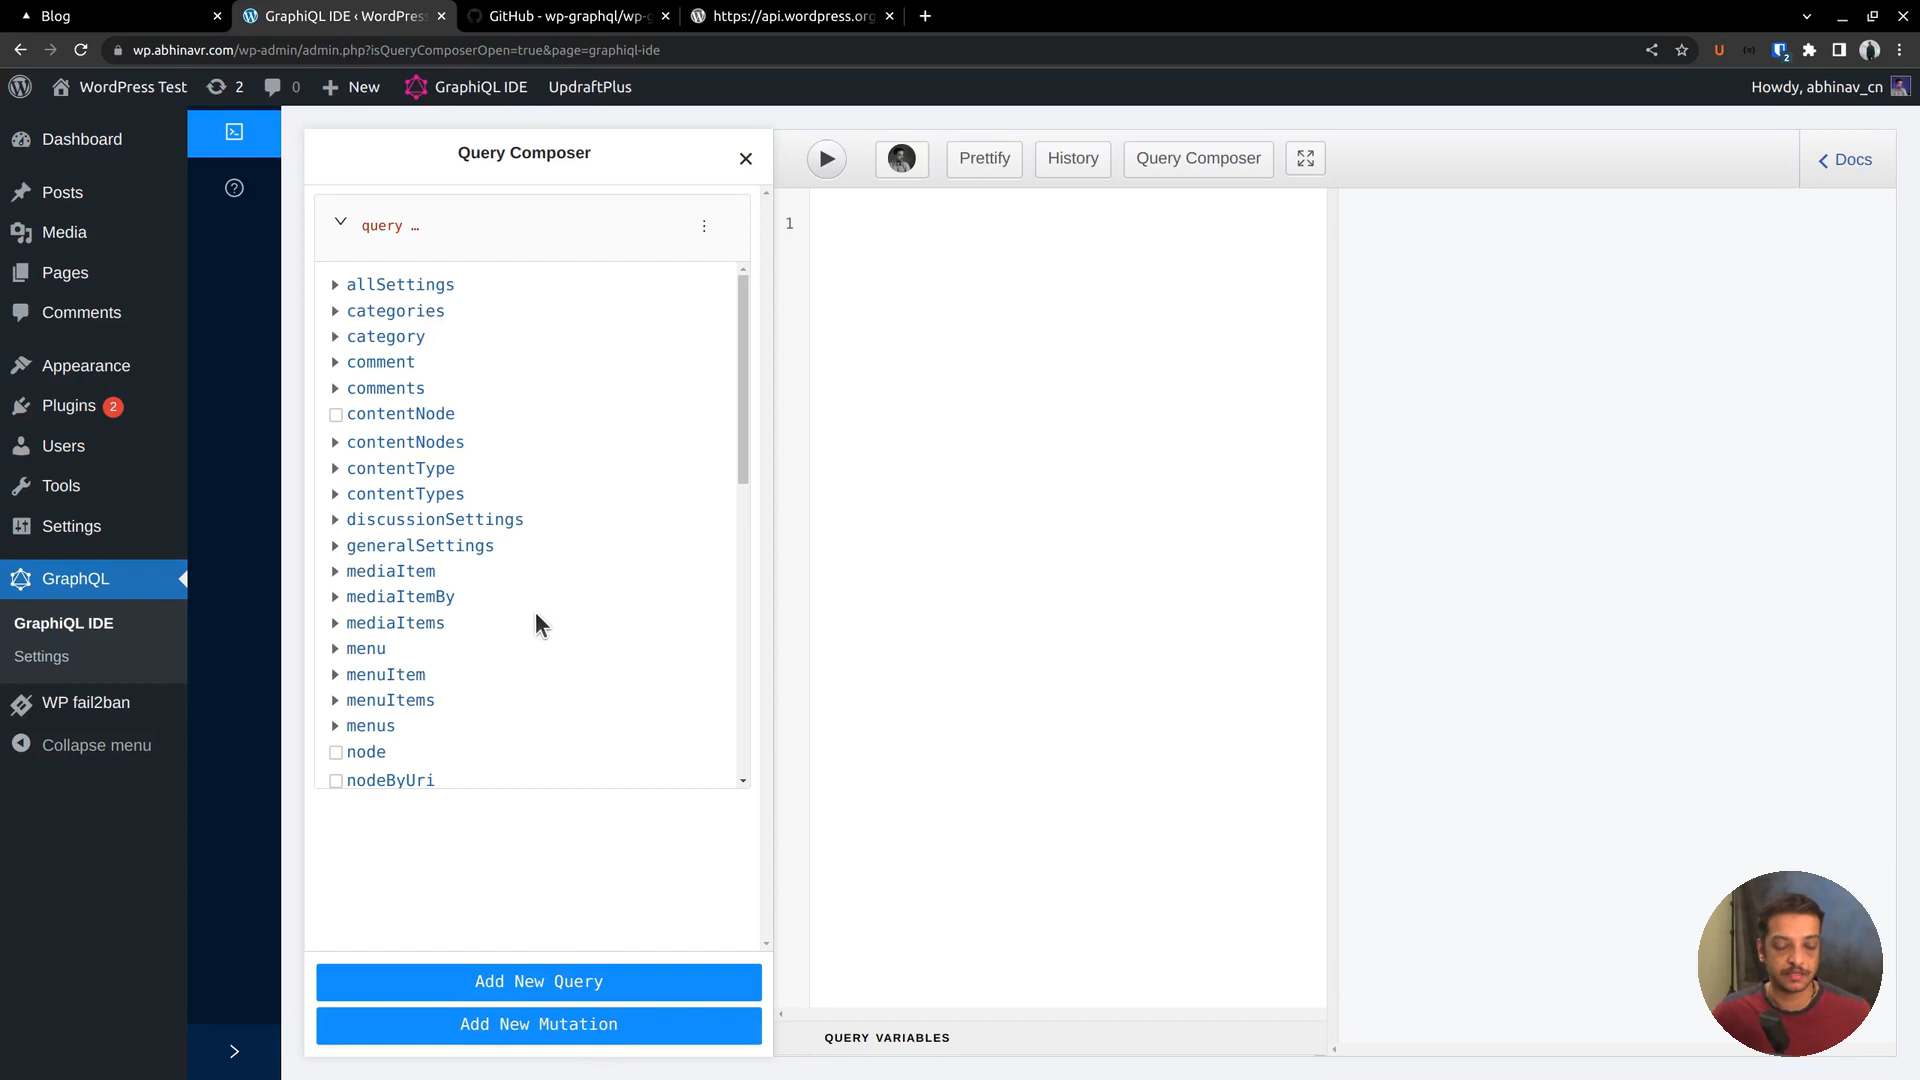 Blog
GraphiQL IDE ‹ WordPress
GitHub - wp-graphql/wp-g
https://api.wordpress.org
wp.abhinavr.com/wp-admin/admin.php?isQueryComposerOpen=true&page=graphiql-ide
U
2
WordPress Test
2
0
New
GraphiQL IDE
UpdraftPlus
Howdy, abhinav_cn
Dashboard
Posts
Media
Pages
Comments
Appearance
Plugins 2
Users
Tools
Settings
GraphQL
GraphiQL IDE
Settings
WP fail2ban
Collapse menu
Query Composer
query …
allSettings
categories
category
comment
comments
contentNode
contentNodes
contentType
contentTypes
discussionSettings
generalSettings
mediaItem
mediaItemBy
mediaItems
menu
menuItem
menuItems
menus
node
nodeByUri
Add New Query
Add New Mutation
Prettify
History
Query Composer
Docs
1
QUERY VARIABLES